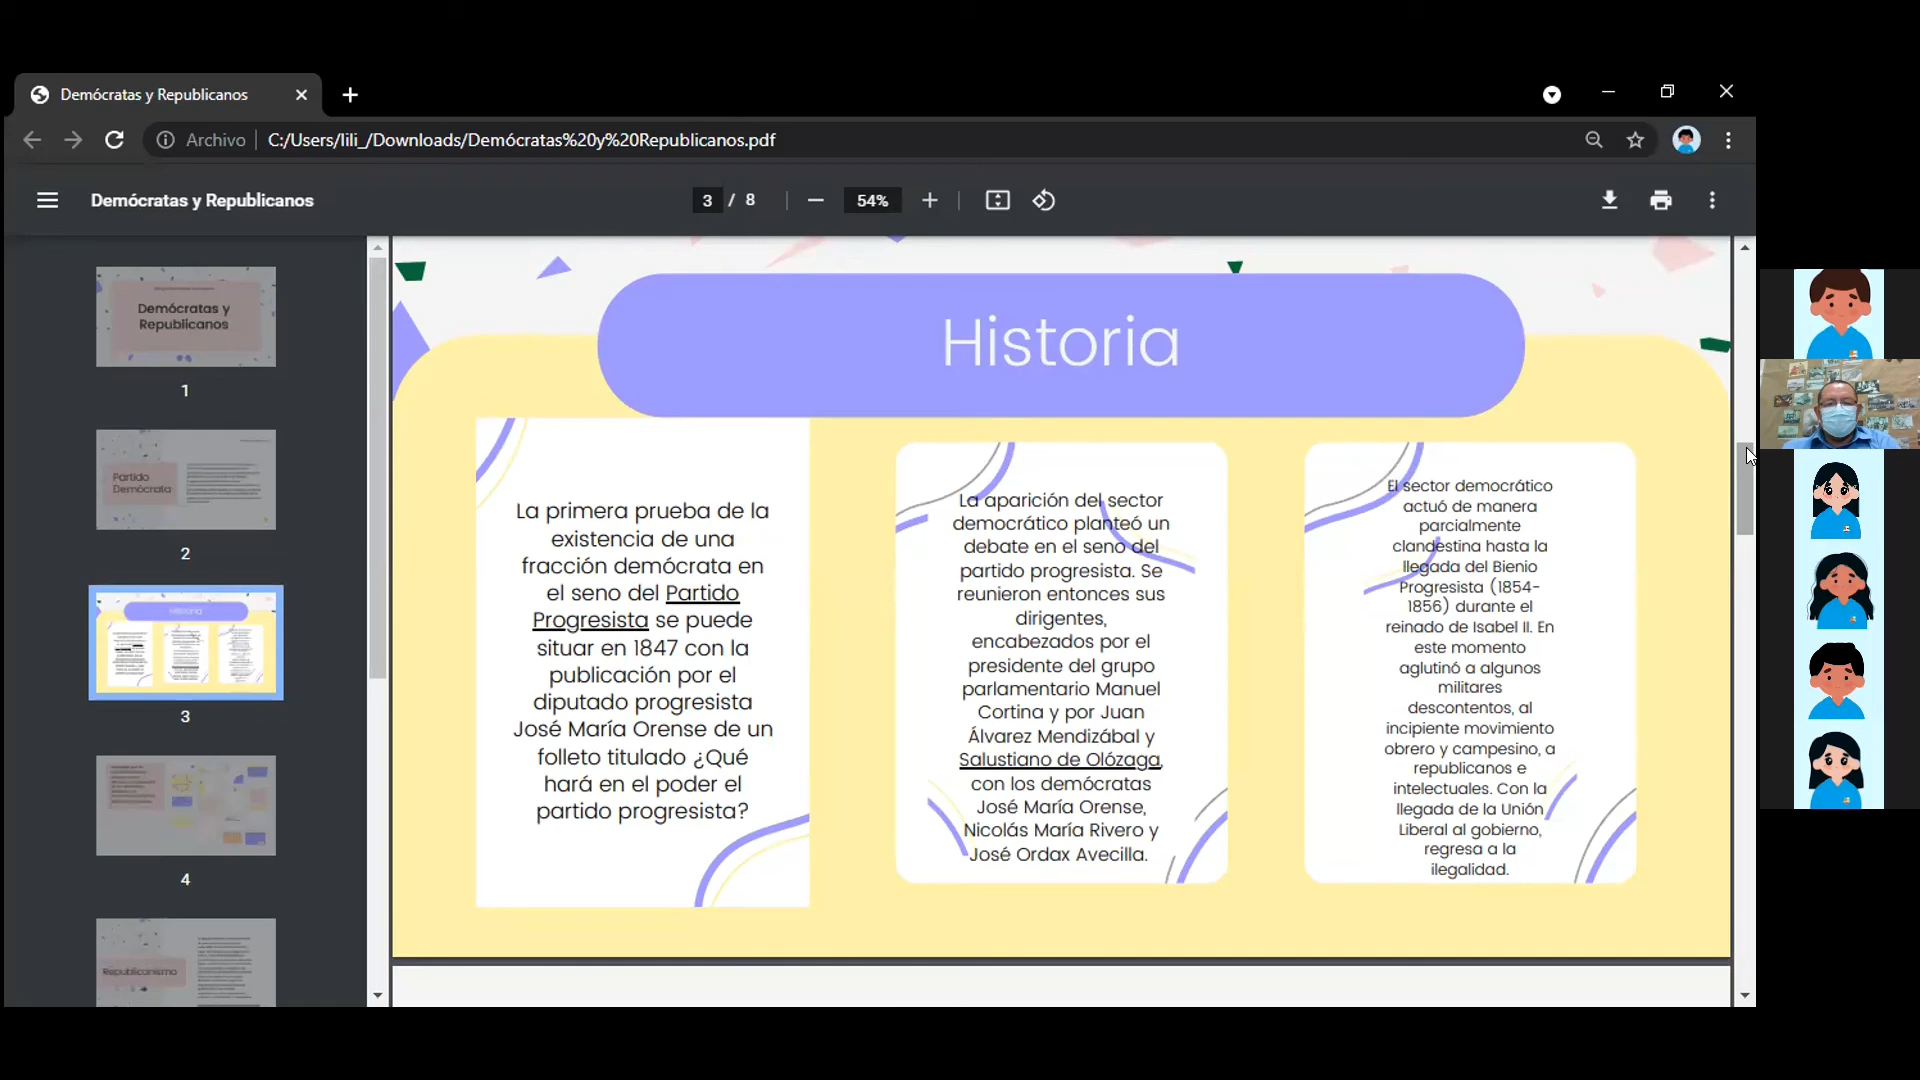 Demócratas y Republicanos
Archivo
C:/Users/lili_/Downloads/Demócratas%20y%20Republicanos.pdf
Demócratas y Republicanos
3 / 8
54%
Demócratas y
Republicanos
1
Partido
Demócrata
2
Historia
3
4
Republicanismo
Historia
La primera prueba de la
existencia de una
fracción demócrata en
el seno del Partido
Progresista se puede
situar en 1847 con la
publicación por el
diputado progresista
José María Orense de un
folleto titulado ¿Qué
hará en el poder el
partido progresista?
La aparición del sector
democrático planteó un
debate en el seno del
partido progresista. Se
reunieron entonces sus
dirigentes,
encabezados por el
presidente del grupo
parlamentario Manuel
Cortina y por Juan
Álvarez Mendizábal y
Salustiano de Olózaga,
con los demócratas
José María Orense,
Nicolás María Rivero y
José Ordax Avecilla.
El sector democrático
actuó de manera
parcialmente
clandestina hasta la
llegada del Bienio
Progresista (1854-
1856) durante el
reinado de Isabel II. En
este momento
aglutinó a algunos
militares
descontentos, al
incipiente movimiento
obrero y campesino, a
republicanos e
intelectuales. Con la
llegada de la Unión
Liberal al gobierno,
regresa a la
ilegalidad.